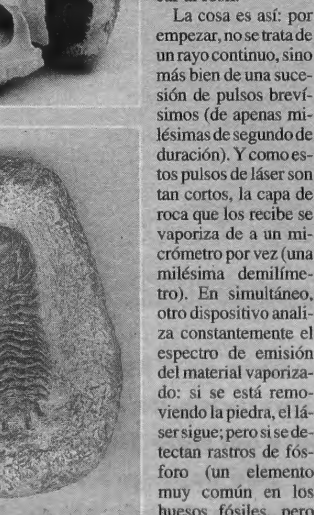 La cosa es así: por
empezar, no se trata de
un rayo continuo, sino
más bien de una suce-
sión de pulsos breví-
simos (de apenas mi-
lésimas de segundo de
duración). Y como es-
tos pulsos de láser son
tan cortos, la capa de
roca que los recibe se
vaporiza de a un mi-
crómetro por vez (una
milésima demilíme-
tro). En simultáneo,
otro dispositivo anali-
za constantemente el
espectro de emisión
del material vaporiza-
do: si se está remo-
viendo la piedra, el lá-
ser sigue; pero si se de-
tectan rastros de fós-
foro (un elemento
muy común en los
huesos fósiles, pero